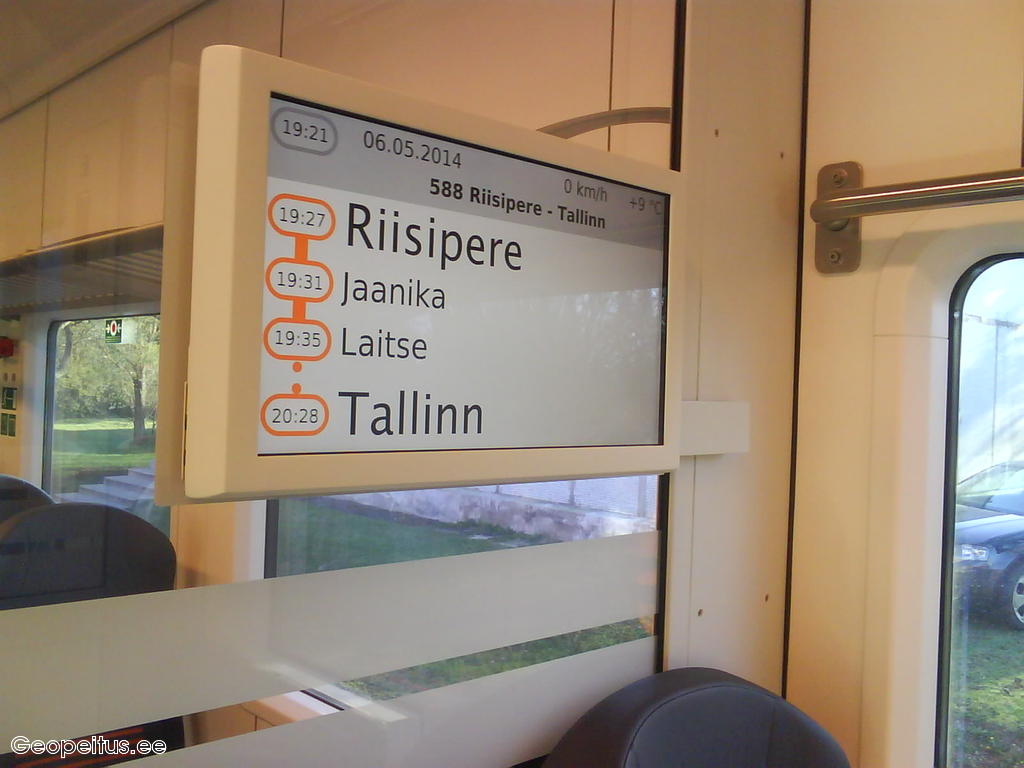 19:21 06.05.2014 0 km/h +9 °C
588 Riisipere - Tallinn
19:27 Riisipere
19:31 Jaanika
19:35 Laitse
20:28 Tallinn
Geopeitus.ee